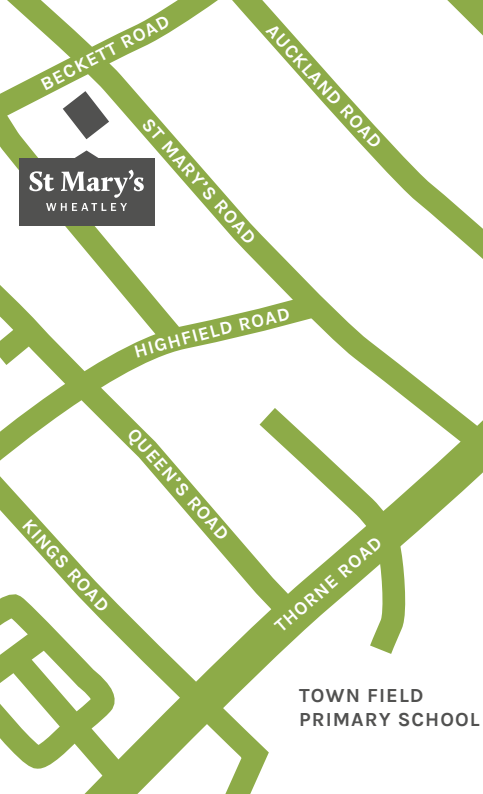 BECKETT ROAD
AUCKLAND ROAD
ST MARY'S ROAD
St Mary's
WHEATLEY
HIGHFIELD ROAD
QUEEN'S ROAD
KINGS ROAD
THORNE ROAD
TOWN FIELD
PRIMARY SCHOOL